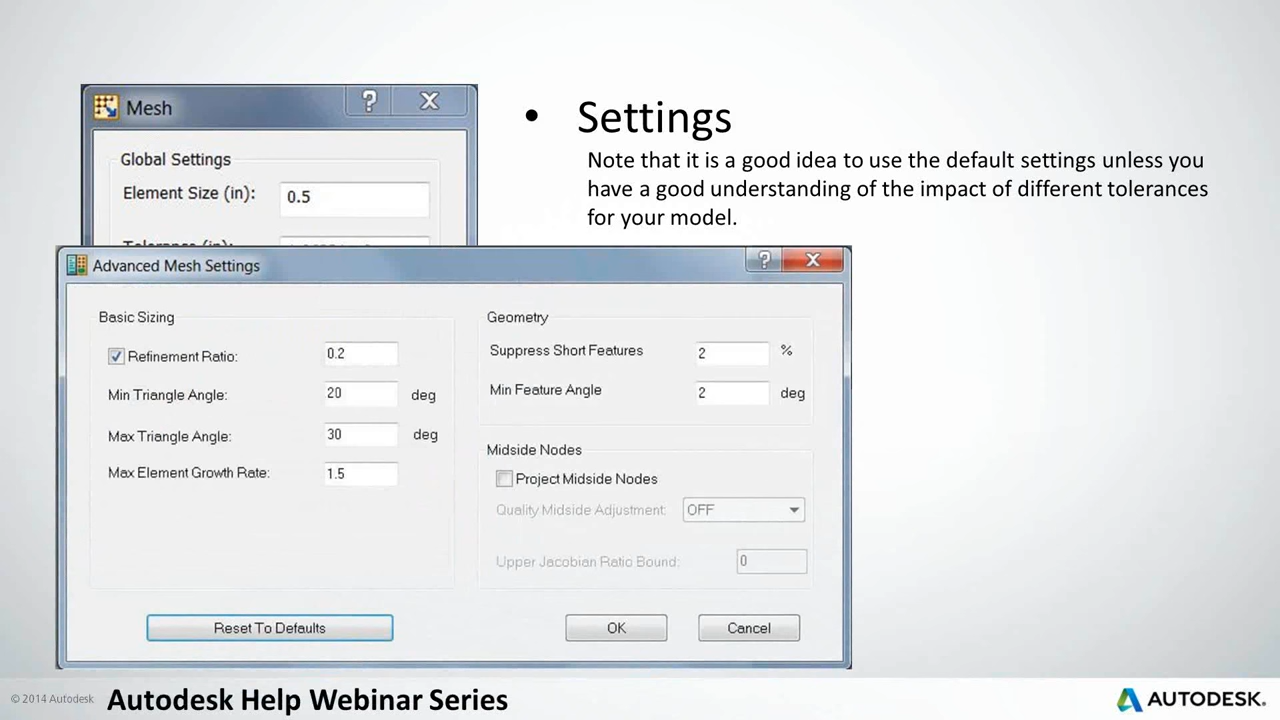 Mesh
Global Settings
Element Size (in): 0.5
Tolerance (in):
• Settings
Note that it is a good idea to use the default settings unless you
have a good understanding of the impact of different tolerances
for your model.
Advanced Mesh Settings
Basic Sizing
Refinement Ratio: 0.2
Min Triangle Angle: 20 deg
Max Triangle Angle: 30 deg
Max Element Growth Rate: 1.5
Geometry
Suppress Short Features 2 %
Min Feature Angle 2 deg
Midside Nodes
Project Midside Nodes
Quality Midside Adjustment: OFF
Upper Jacobian Ratio Bound: 0
Reset To Defaults
OK
Cancel
© 2014 Autodesk
Autodesk Help Webinar Series
AUTODESK.